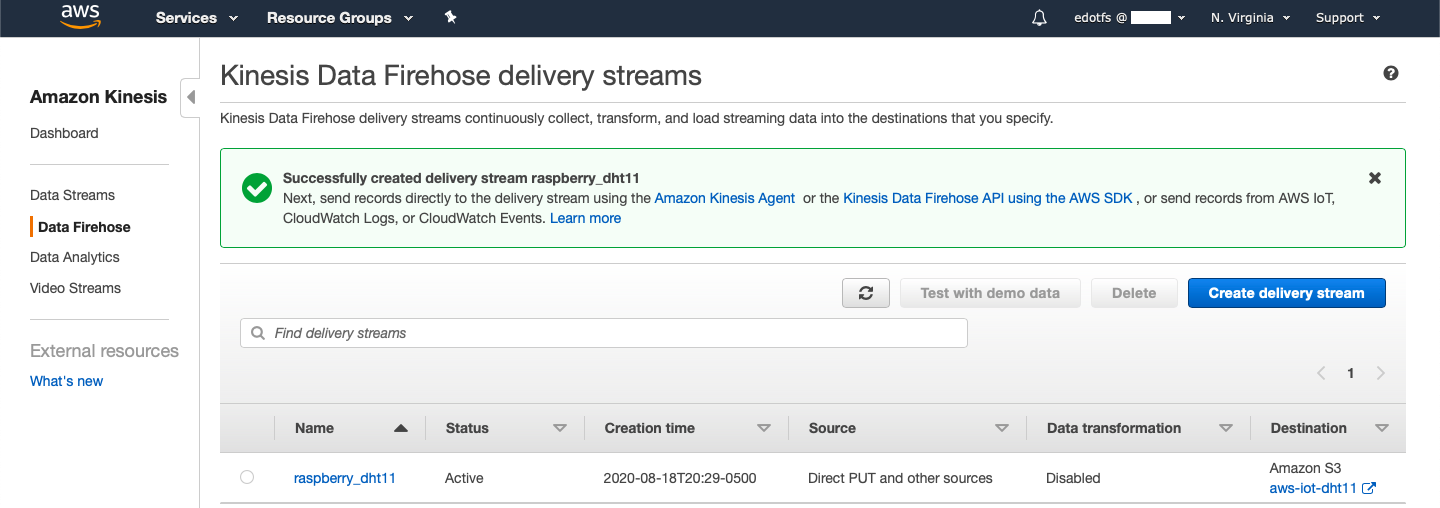 aws Services Resource Groups edotfs @ N. Virginia Support
Amazon Kinesis
Dashboard
Data Streams
Data Firehose
Data Analytics
Video Streams
External resources
What's new
Kinesis Data Firehose delivery streams
Kinesis Data Firehose delivery streams continuously collect, transform, and load streaming data into the destinations that you specify.
Successfully created delivery stream raspberry_dht11
Next, send records directly to the delivery stream using the Amazon Kinesis Agent or the Kinesis Data Firehose API using the AWS SDK , or send records from AWS IoT,
CloudWatch Logs, or CloudWatch Events. Learn more
Test with demo data Delete Create delivery stream
Find delivery streams
1
Name Status Creation time Source Data transformation Destination
raspberry_dht11 Active 2020-08-18T20:29-0500 Direct PUT and other sources Disabled Amazon S3
aws-iot-dht11